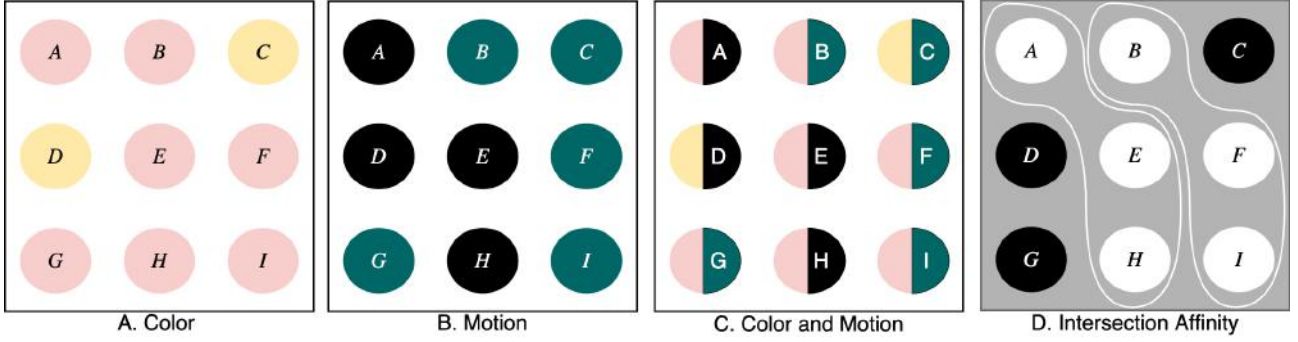 A B C
D E F
G H I
A. Color
A B C
D E F
G H I
B. Motion
A B C
D E F
G H I
C. Color and Motion
A B C
D E F
G H I
D. Intersection Affinity